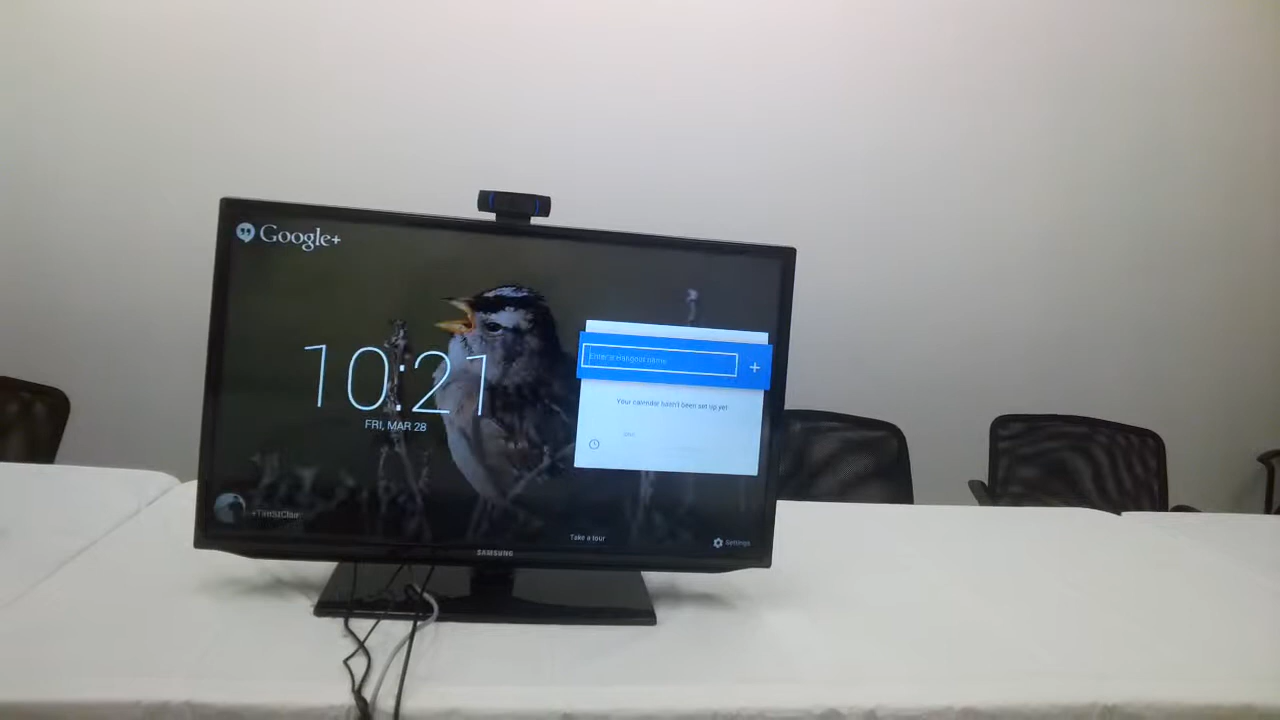 Google+
10:21
FRI, MAR 28
Enter a Hangout name
+
Your calendar hasn't been set up yet
+TimStClair
Take a tour
Settings
SAMSUNG